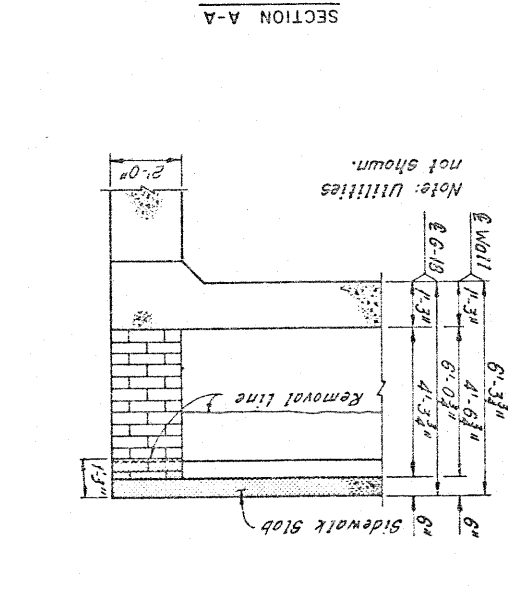 6"
6"
Sidewalk Slab
1'-3"
Removal Line
6'-3¾"
4'-6¾"
6'-0¾"
4'-3¾"
1'-3"
1'-3"
℄ Wall
℄ G-18
Note: Utilities
not shown.
2'-0"
SECTION A-A